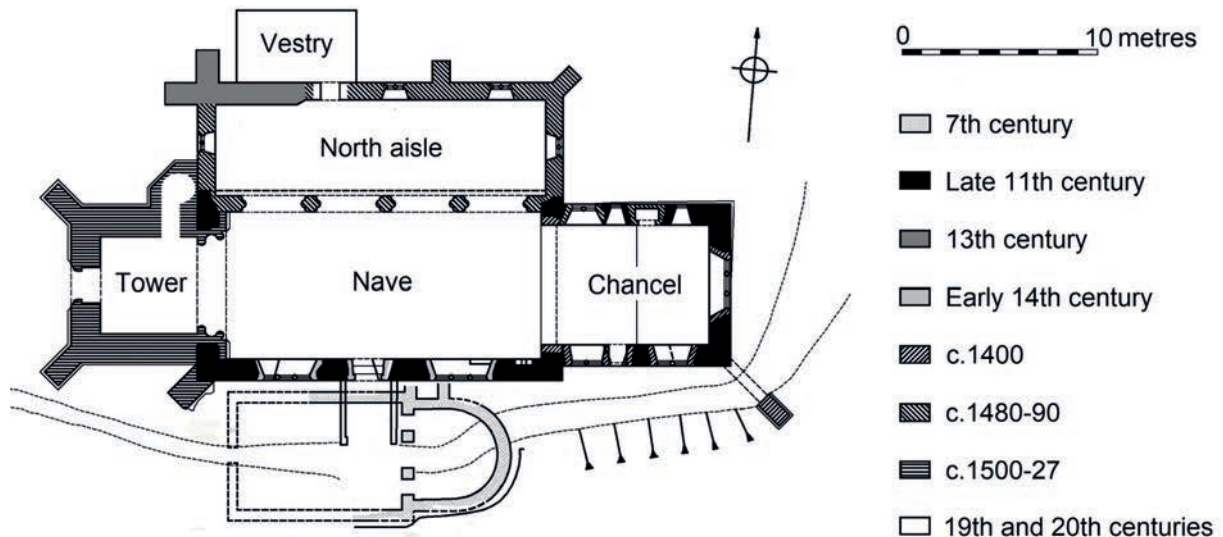 Vestry
North aisle
Tower
Nave
Chancel
0 10 metres
7th century
Late 11th century
13th century
Early 14th century
c.1400
c.1480-90
c.1500-27
19th and 20th centuries